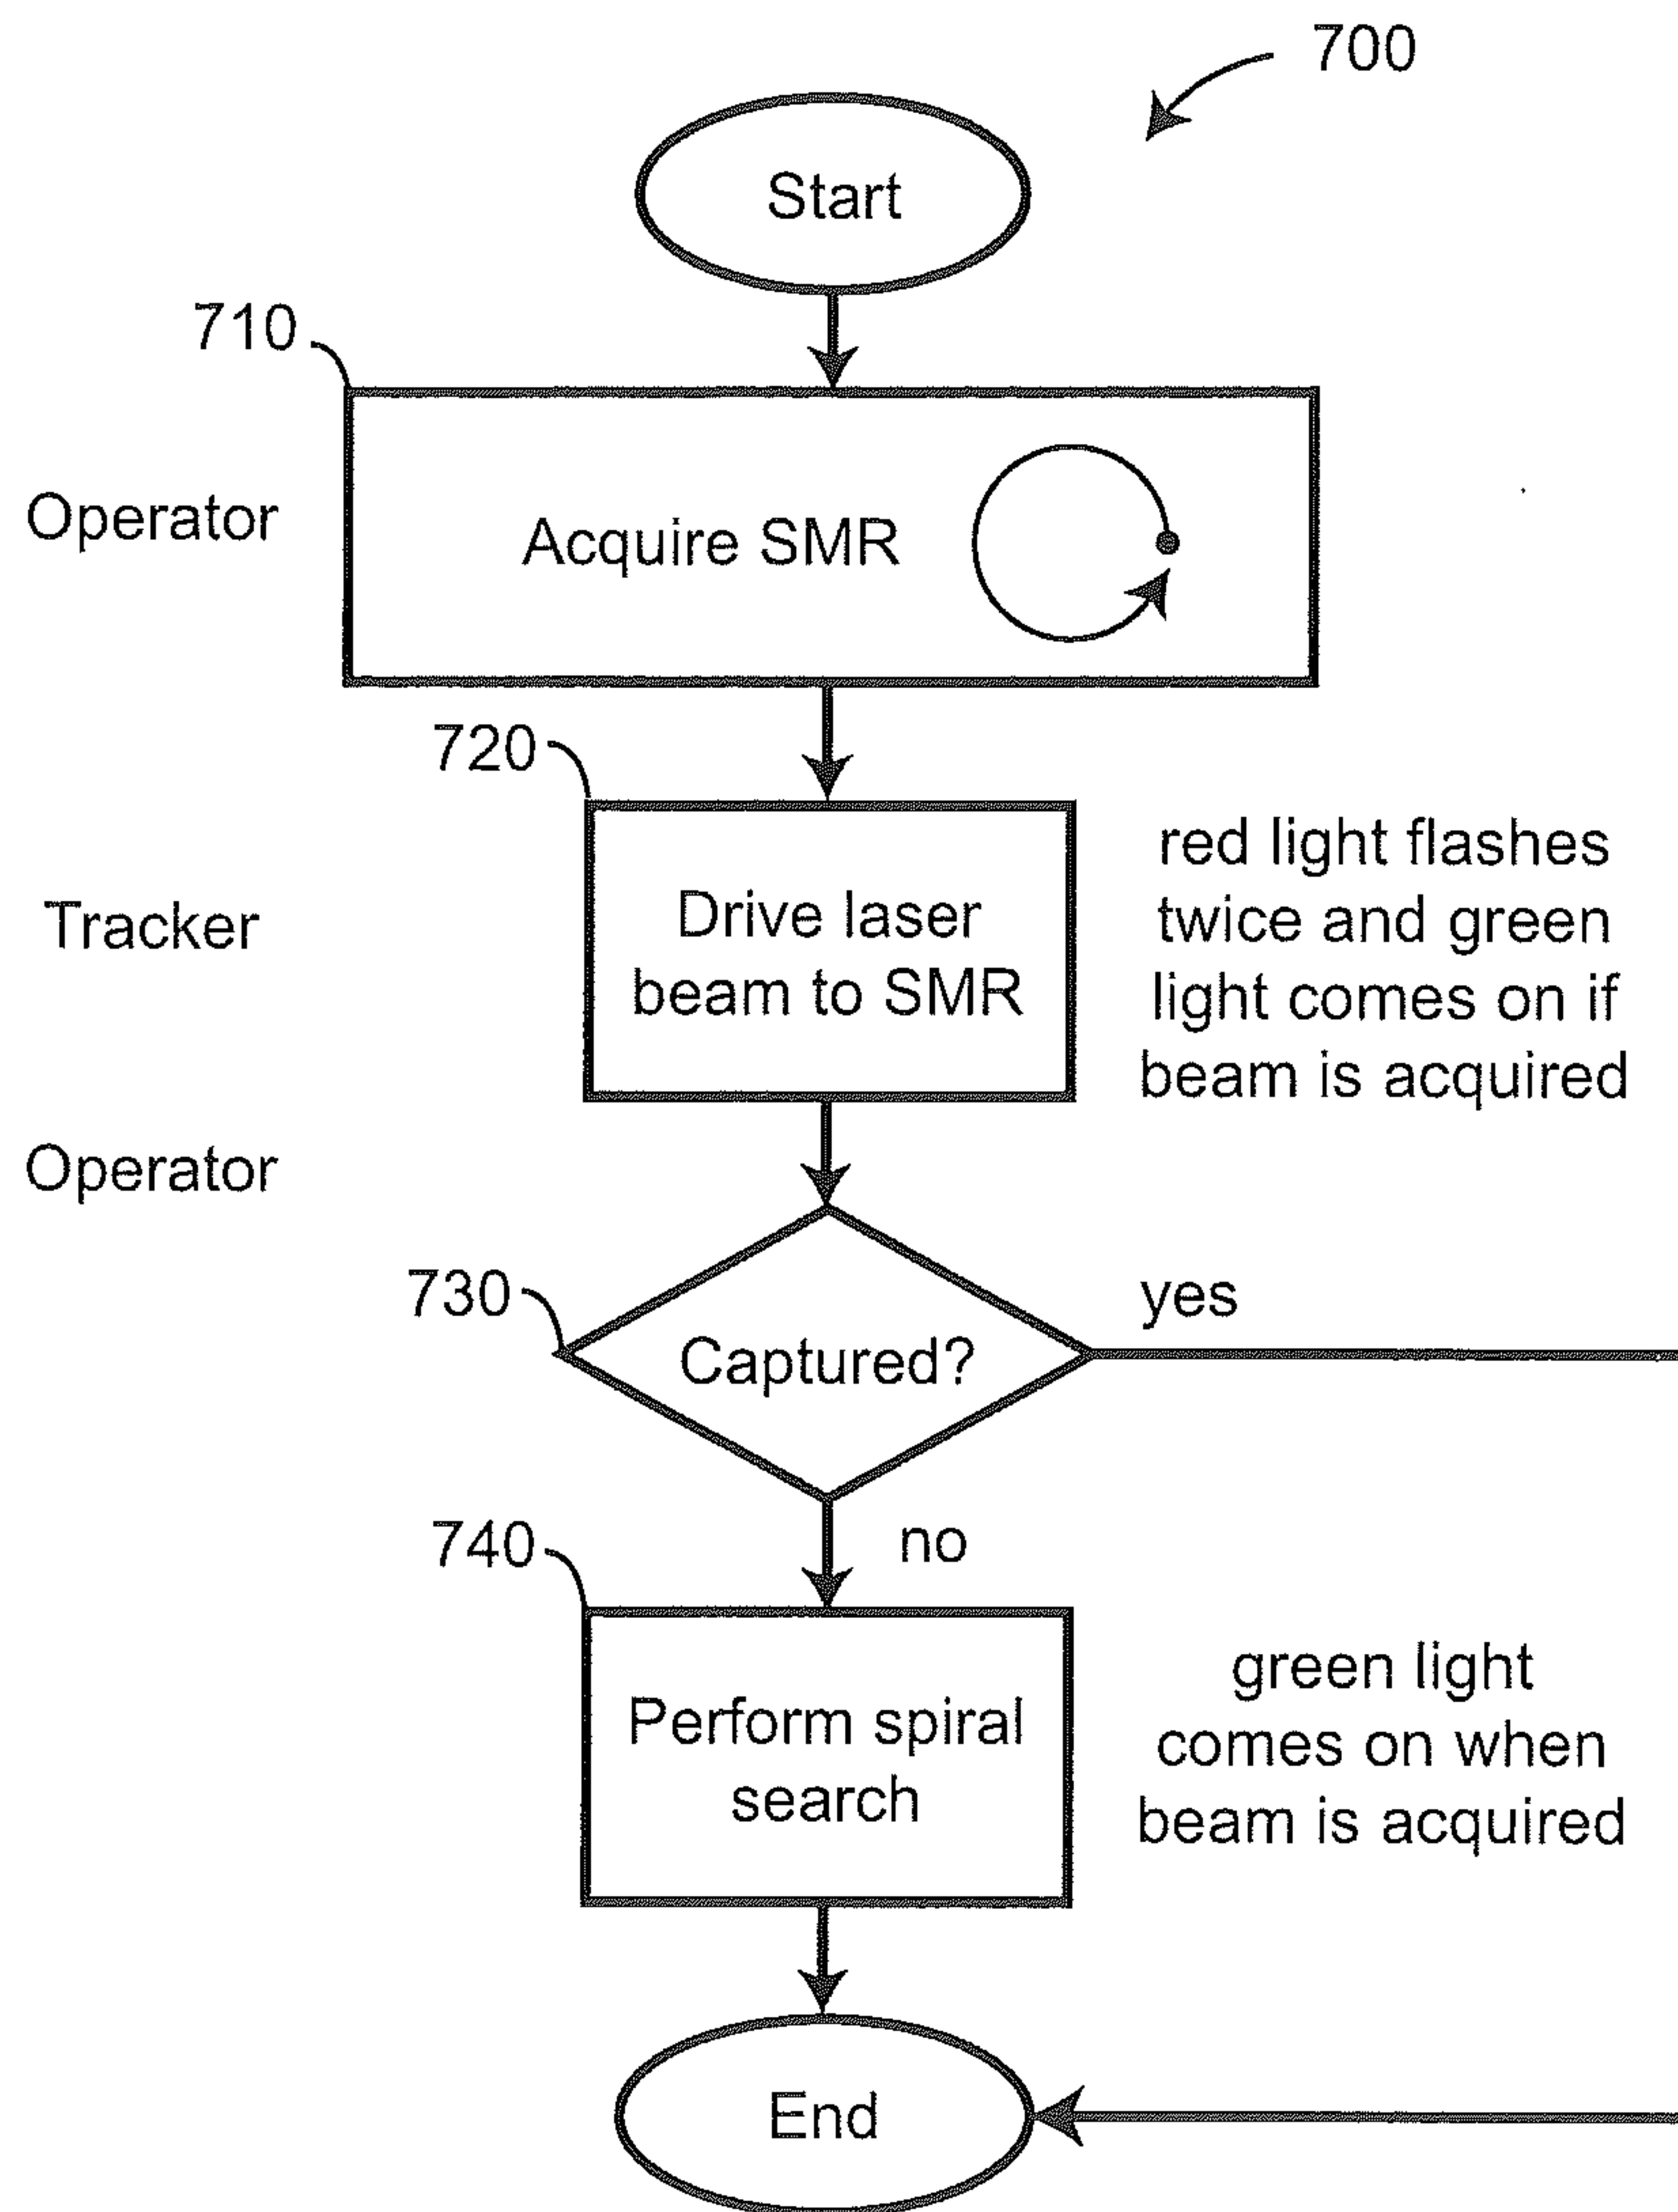 700
Start
710
Operator
Acquire SMR
720
Tracker
Drive laser
beam to SMR
red light flashes
twice and green
light comes on if
beam is acquired
Operator
730
Captured?
yes
no
740
Perform spiral
search
green light
comes on when
beam is acquired
End